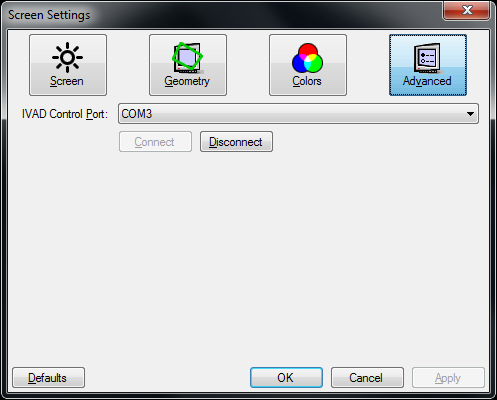 Screen Settings
Screen
Geometry
Colors
Advanced
IVAD Control Port: COM3
Connect Disconnect
Defaults OK Cancel Apply